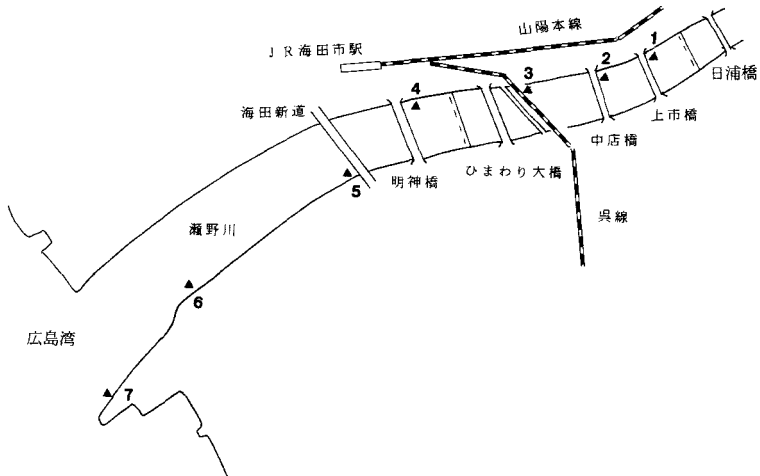 山陽本線
JR海田市駅
1
2
日浦橋
3
4
上市橋
海田新道
中店橋
ひまわり大橋
明神橋
5
呉線
瀬野川
6
広島湾
7